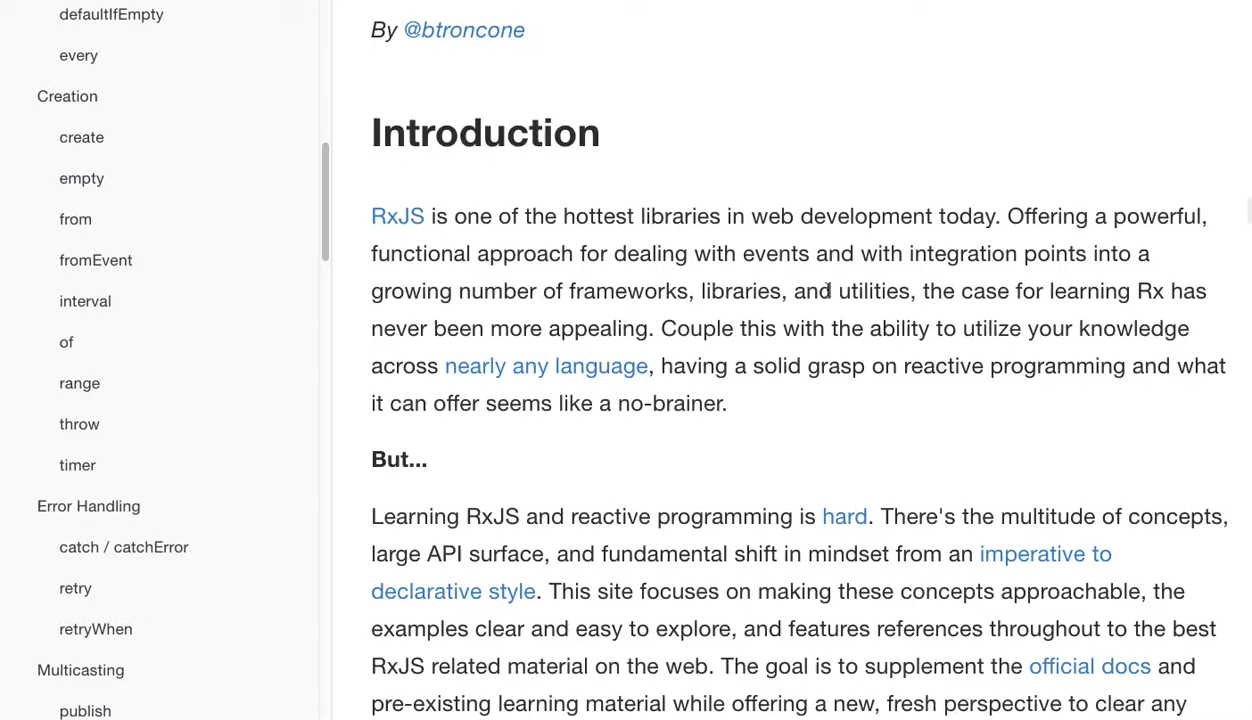 defaultIfEmpty
every
Creation
create
empty
from
fromEvent
interval
of
range
throw
timer
Error Handling
catch / catchError
retry
retryWhen
Multicasting
publish
By @btroncone
Introduction
RxJS is one of the hottest libraries in web development today. Offering a powerful,
functional approach for dealing with events and with integration points into a
growing number of frameworks, libraries, and utilities, the case for learning Rx has
never been more appealing. Couple this with the ability to utilize your knowledge
across nearly any language, having a solid grasp on reactive programming and what
it can offer seems like a no-brainer.
But...
Learning RxJS and reactive programming is hard. There's the multitude of concepts,
large API surface, and fundamental shift in mindset from an imperative to
declarative style. This site focuses on making these concepts approachable, the
examples clear and easy to explore, and features references throughout to the best
RxJS related material on the web. The goal is to supplement the official docs and
pre-existing learning material while offering a new, fresh perspective to clear any